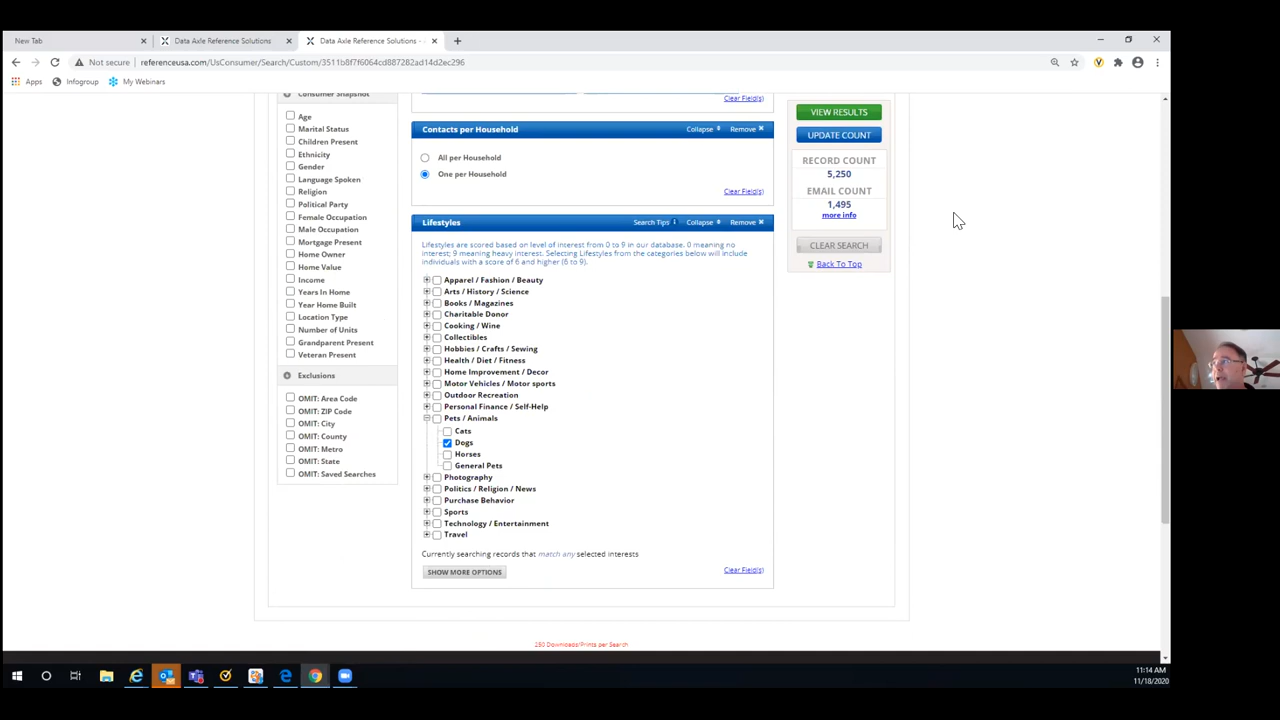 New Tab
Data Axle Reference Solutions
Data Axle Reference Solutions -
Not secure
referenceusa.com/UsConsumer/Search/Custom/3511b8f7f6064cd887282ad14d2ec296
Apps
Infogroup
My Webinars
Consumer Snapshot
Age
Marital Status
Children Present
Ethnicity
Gender
Language Spoken
Religion
Political Party
Female Occupation
Male Occupation
Mortgage Present
Home Owner
Home Value
Income
Years In Home
Year Home Built
Location Type
Number of Units
Grandparent Present
Veteran Present
Exclusions
OMIT: Area Code
OMIT: ZIP Code
OMIT: City
OMIT: County
OMIT: Metro
OMIT: State
OMIT: Saved Searches
Clear Field(s)
Contacts per Household
Collapse
Remove
All per Household
One per Household
Clear Field(s)
Lifestyles
Search Tips
Collapse
Remove
Lifestyles are scored based on level of interest from 0 to 9 in our database. 0 meaning no
interest; 9 meaning heavy interest. Selecting Lifestyles from the categories below will include
individuals with a score of 6 and higher (6 to 9).
Apparel / Fashion / Beauty
Arts / History / Science
Books / Magazines
Charitable Donor
Cooking / Wine
Collectibles
Hobbies / Crafts / Sewing
Health / Diet / Fitness
Home Improvement / Decor
Motor Vehicles / Motor sports
Outdoor Recreation
Personal Finance / Self-Help
Pets / Animals
Cats
Dogs
Horses
General Pets
Photography
Politics / Religion / News
Purchase Behavior
Sports
Technology / Entertainment
Travel
Currently searching records that match any selected interests
SHOW MORE OPTIONS
Clear Field(s)
VIEW RESULTS
UPDATE COUNT
RECORD COUNT
5,250
EMAIL COUNT
1,495
more info
CLEAR SEARCH
Back To Top
250 Downloads/Prints per Search
11:14 AM
11/18/2020